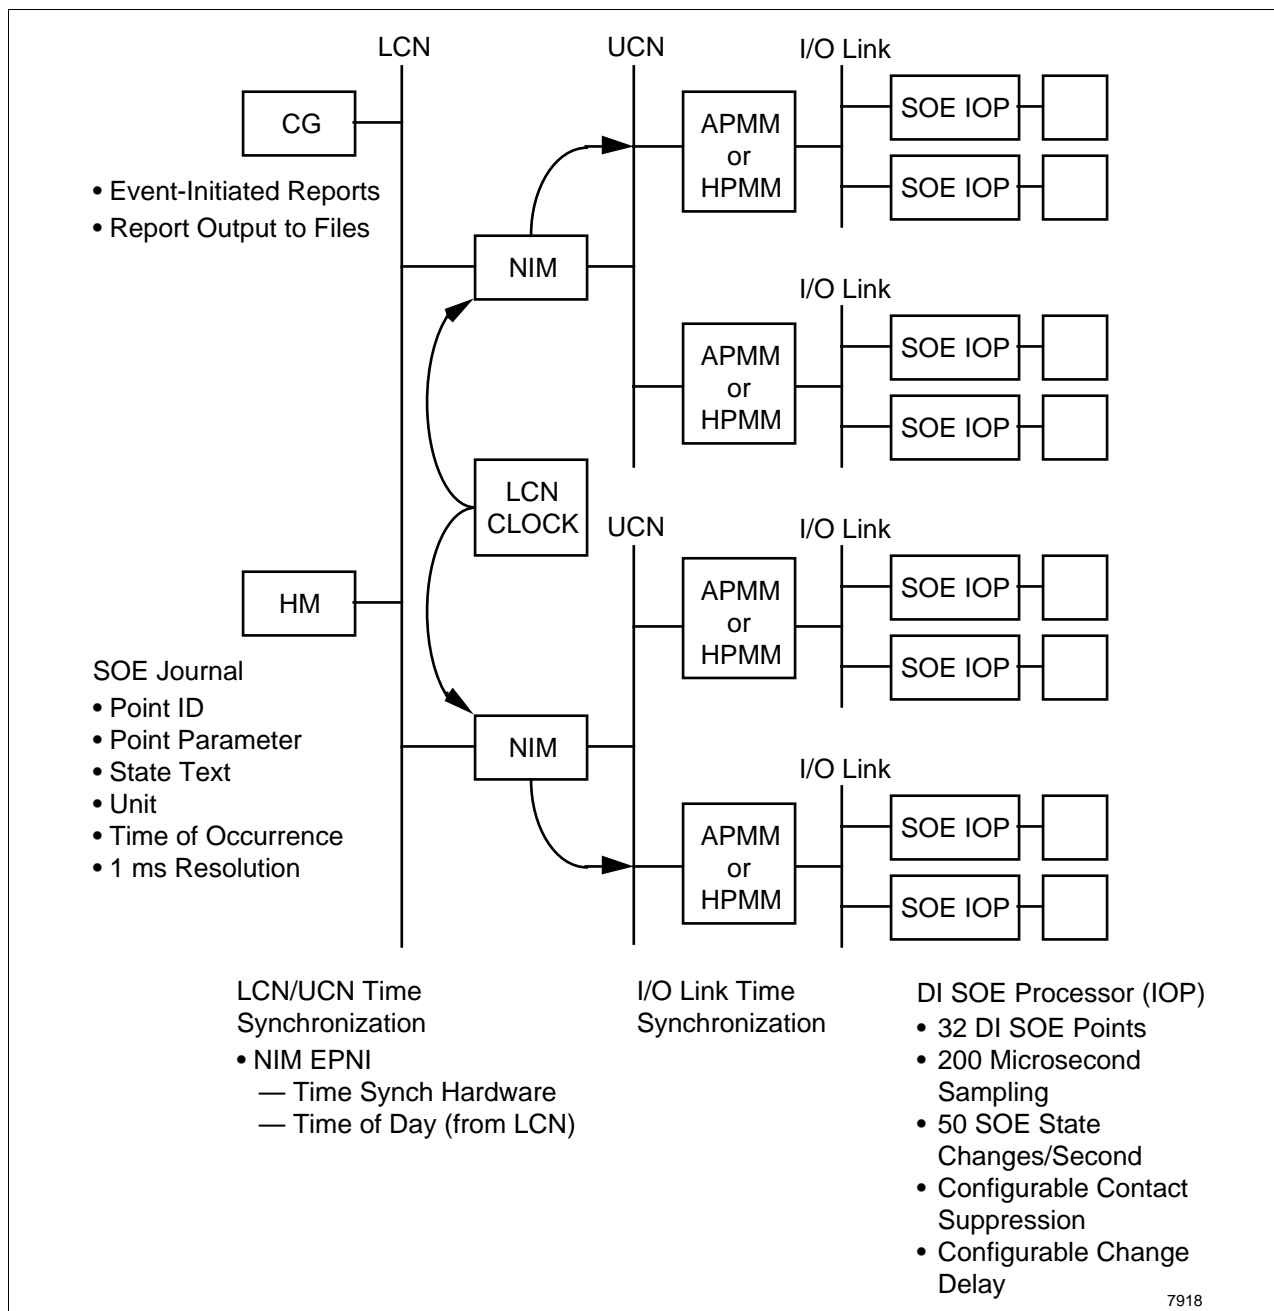 LCN
UCN
I/O Link
CG
APMM
or
HPMM
SOE IOP
SOE IOP
• Event-Initiated Reports
• Report Output to Files
NIM
I/O Link
APMM
or
HPMM
SOE IOP
SOE IOP
LCN
CLOCK
UCN
I/O Link
HM
APMM
or
HPMM
SOE IOP
SOE IOP
SOE Journal
• Point ID
• Point Parameter
• State Text
• Unit
• Time of Occurrence
• 1 ms Resolution
NIM
I/O Link
APMM
or
HPMM
SOE IOP
SOE IOP
LCN/UCN Time
Synchronization
• NIM EPNI
— Time Synch Hardware
— Time of Day (from LCN)
I/O Link Time
Synchronization
DI SOE Processor (IOP)
• 32 DI SOE Points
• 200 Microsecond
Sampling
• 50 SOE State
Changes/Second
• Configurable Contact
Suppression
• Configurable Change
Delay
7918